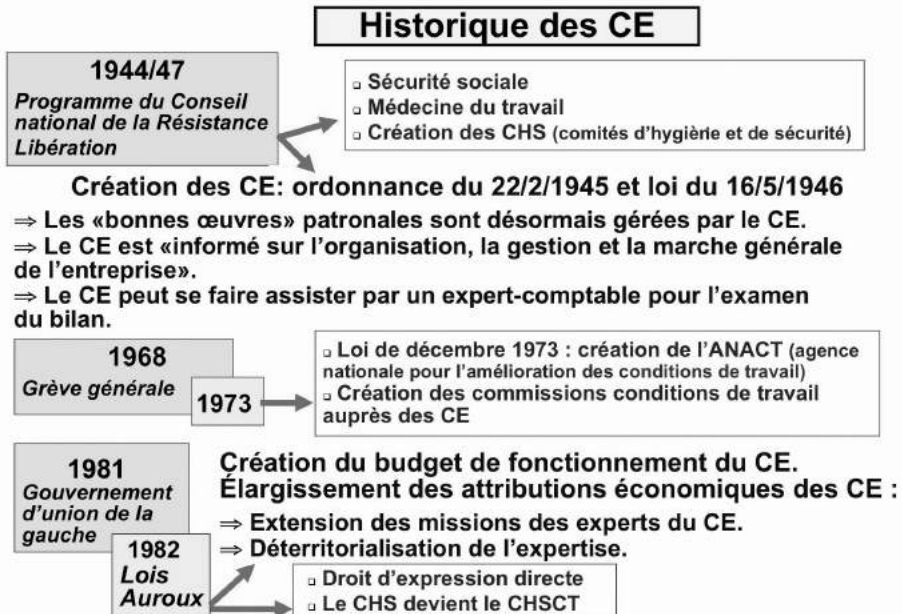 Historique des CE
1944/47
Programme du Conseil
national de la Résistance
Libération
▫ Sécurité sociale
▫ Médecine du travail
▫ Création des CHS (comités d'hygiène et de sécurité)
Création des CE: ordonnance du 22/2/1945 et loi du 16/5/1946
⇒ Les «bonnes œuvres» patronales sont désormais gérées par le CE.
⇒ Le CE est «informé sur l'organisation, la gestion et la marche générale
de l'entreprise».
⇒ Le CE peut se faire assister par un expert-comptable pour l'examen
du bilan.
1968
Grève générale
1973
▫ Loi de décembre 1973 : création de l'ANACT (agence
nationale pour l'amélioration des conditions de travail)
▫ Création des commissions conditions de travail
auprès des CE
1981
Gouvernement
d'union de la
gauche
1982
Lois
Auroux
Création du budget de fonctionnement du CE.
Élargissement des attributions économiques des CE :
⇒ Extension des missions des experts du CE.
⇒ Déterritorialisation de l'expertise.
▫ Droit d'expression directe
▫ Le CHS devient le CHSCT